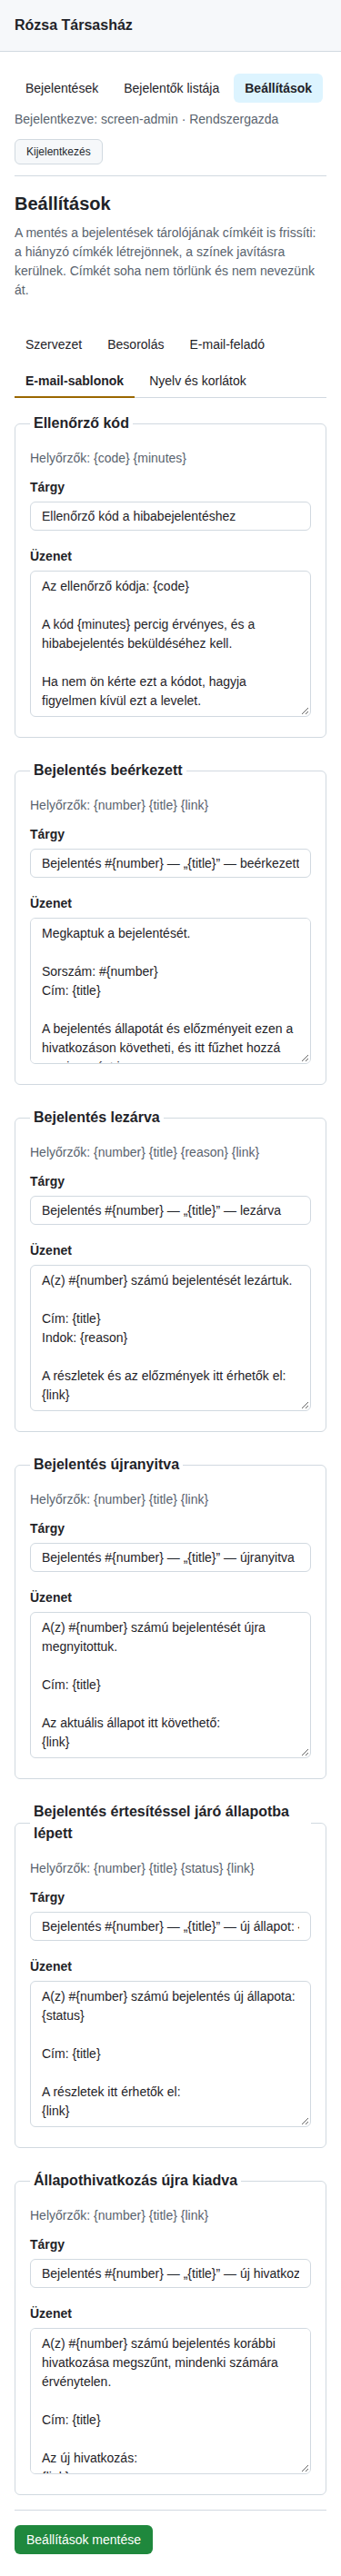 Rózsa Társasház
Bejelentések Bejelentők listája Beállítások
Bejelentkezve: screen-admin · Rendszergazda
Kijelentkezés
Beállítások
A mentés a bejelentések tárolójának címkéit is frissíti:
a hiányzó címkék létrejönnek, a színek javításra
kerülnek. Címkét soha nem törlünk és nem nevezünk
át.
Szervezet Besorolás E-mail-feladó
E-mail-sablonok Nyelv és korlátok
Ellenőrző kód
Helyőrzők: {code} {minutes}
Tárgy
Ellenőrző kód a hibabejelentéshez
Üzenet
Az ellenőrző kódja: {code}
A kód {minutes} percig érvényes, és a
hibabejelentés beküldéséhez kell.
Ha nem ön kérte ezt a kódot, hagyja
figyelmen kívül ezt a levelet.
Bejelentés beérkezett
Helyőrzők: {number} {title} {link}
Tárgy
Bejelentés #{number} — „{title}” — beérkezett
Üzenet
Megkaptuk a bejelentését.
Sorszám: #{number}
Cím: {title}
A bejelentés állapotát és előzményeit ezen a
hivatkozáson követheti, és itt fűzhet hozzá
Bejelentés lezárva
Helyőrzők: {number} {title} {reason} {link}
Tárgy
Bejelentés #{number} — „{title}” — lezárva
Üzenet
A(z) #{number} számú bejelentését lezártuk.
Cím: {title}
Indok: {reason}
A részletek és az előzmények itt érhetők el:
{link}
Bejelentés újranyitva
Helyőrzők: {number} {title} {link}
Tárgy
Bejelentés #{number} — „{title}” — újranyitva
Üzenet
A(z) #{number} számú bejelentését újra
megnyitottuk.
Cím: {title}
Az aktuális állapot itt követhető:
{link}
Bejelentés értesítéssel járó állapotba
lépett
Helyőrzők: {number} {title} {status} {link}
Tárgy
Bejelentés #{number} — „{title}” — új állapot:
Üzenet
A(z) #{number} számú bejelentés új állapota:
{status}
Cím: {title}
A részletek itt érhetők el:
{link}
Állapothivatkozás újra kiadva
Helyőrzők: {number} {title} {link}
Tárgy
Bejelentés #{number} — „{title}” — új hivatkoz
Üzenet
A(z) #{number} számú bejelentés korábbi
hivatkozása megszűnt, mindenki számára
érvénytelen.
Cím: {title}
Az új hivatkozás:
Beállítások mentése